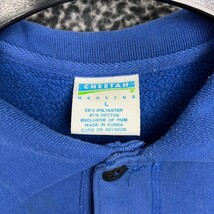 CHEETAH
L
59% POLYESTER
41% COTTON
EXCLUSIVE OF TRIM
MADE IN KOREA
CARE ON REVERSE